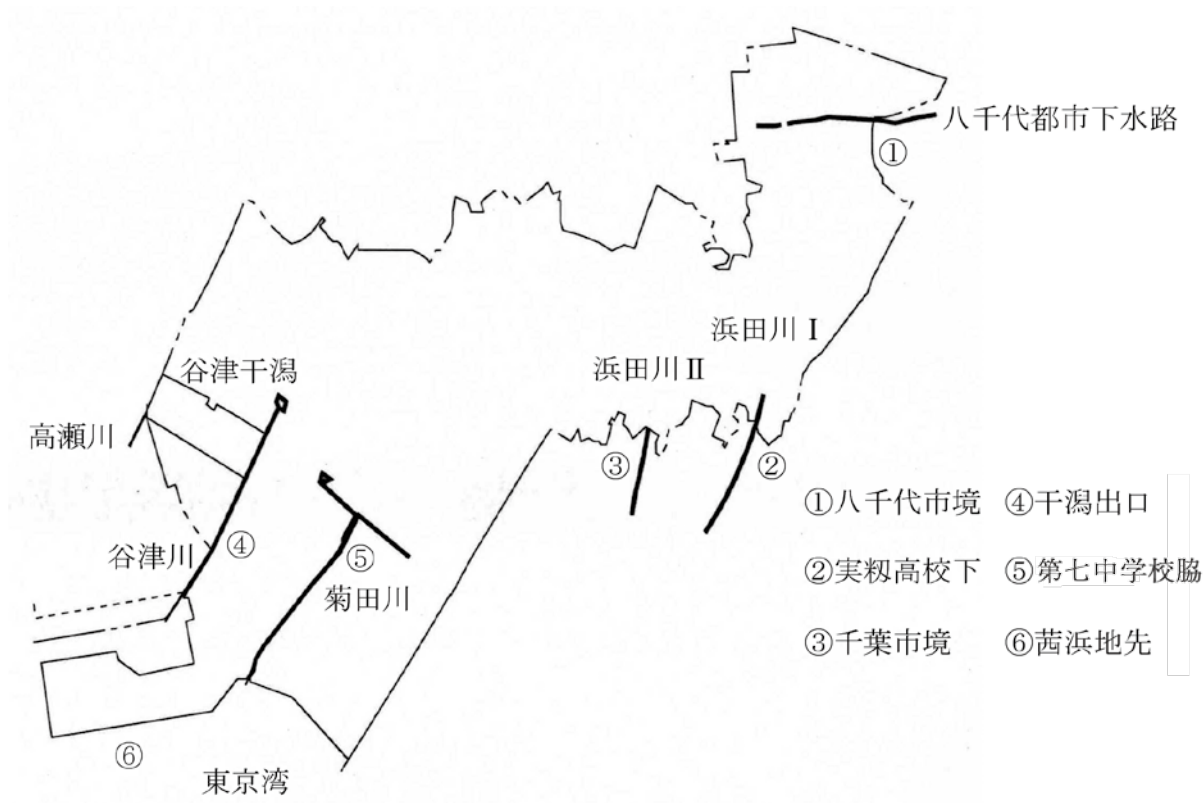 八千代都市下水路
①
浜田川Ⅰ
浜田川Ⅱ
谷津干潟
高瀬川
③
②
①八千代市境 ④干潟出口
谷津川
④
⑤
②実籾高校下 ⑤第七中学校脇
菊田川
③千葉市境 ⑥茜浜地先
⑥
東京湾